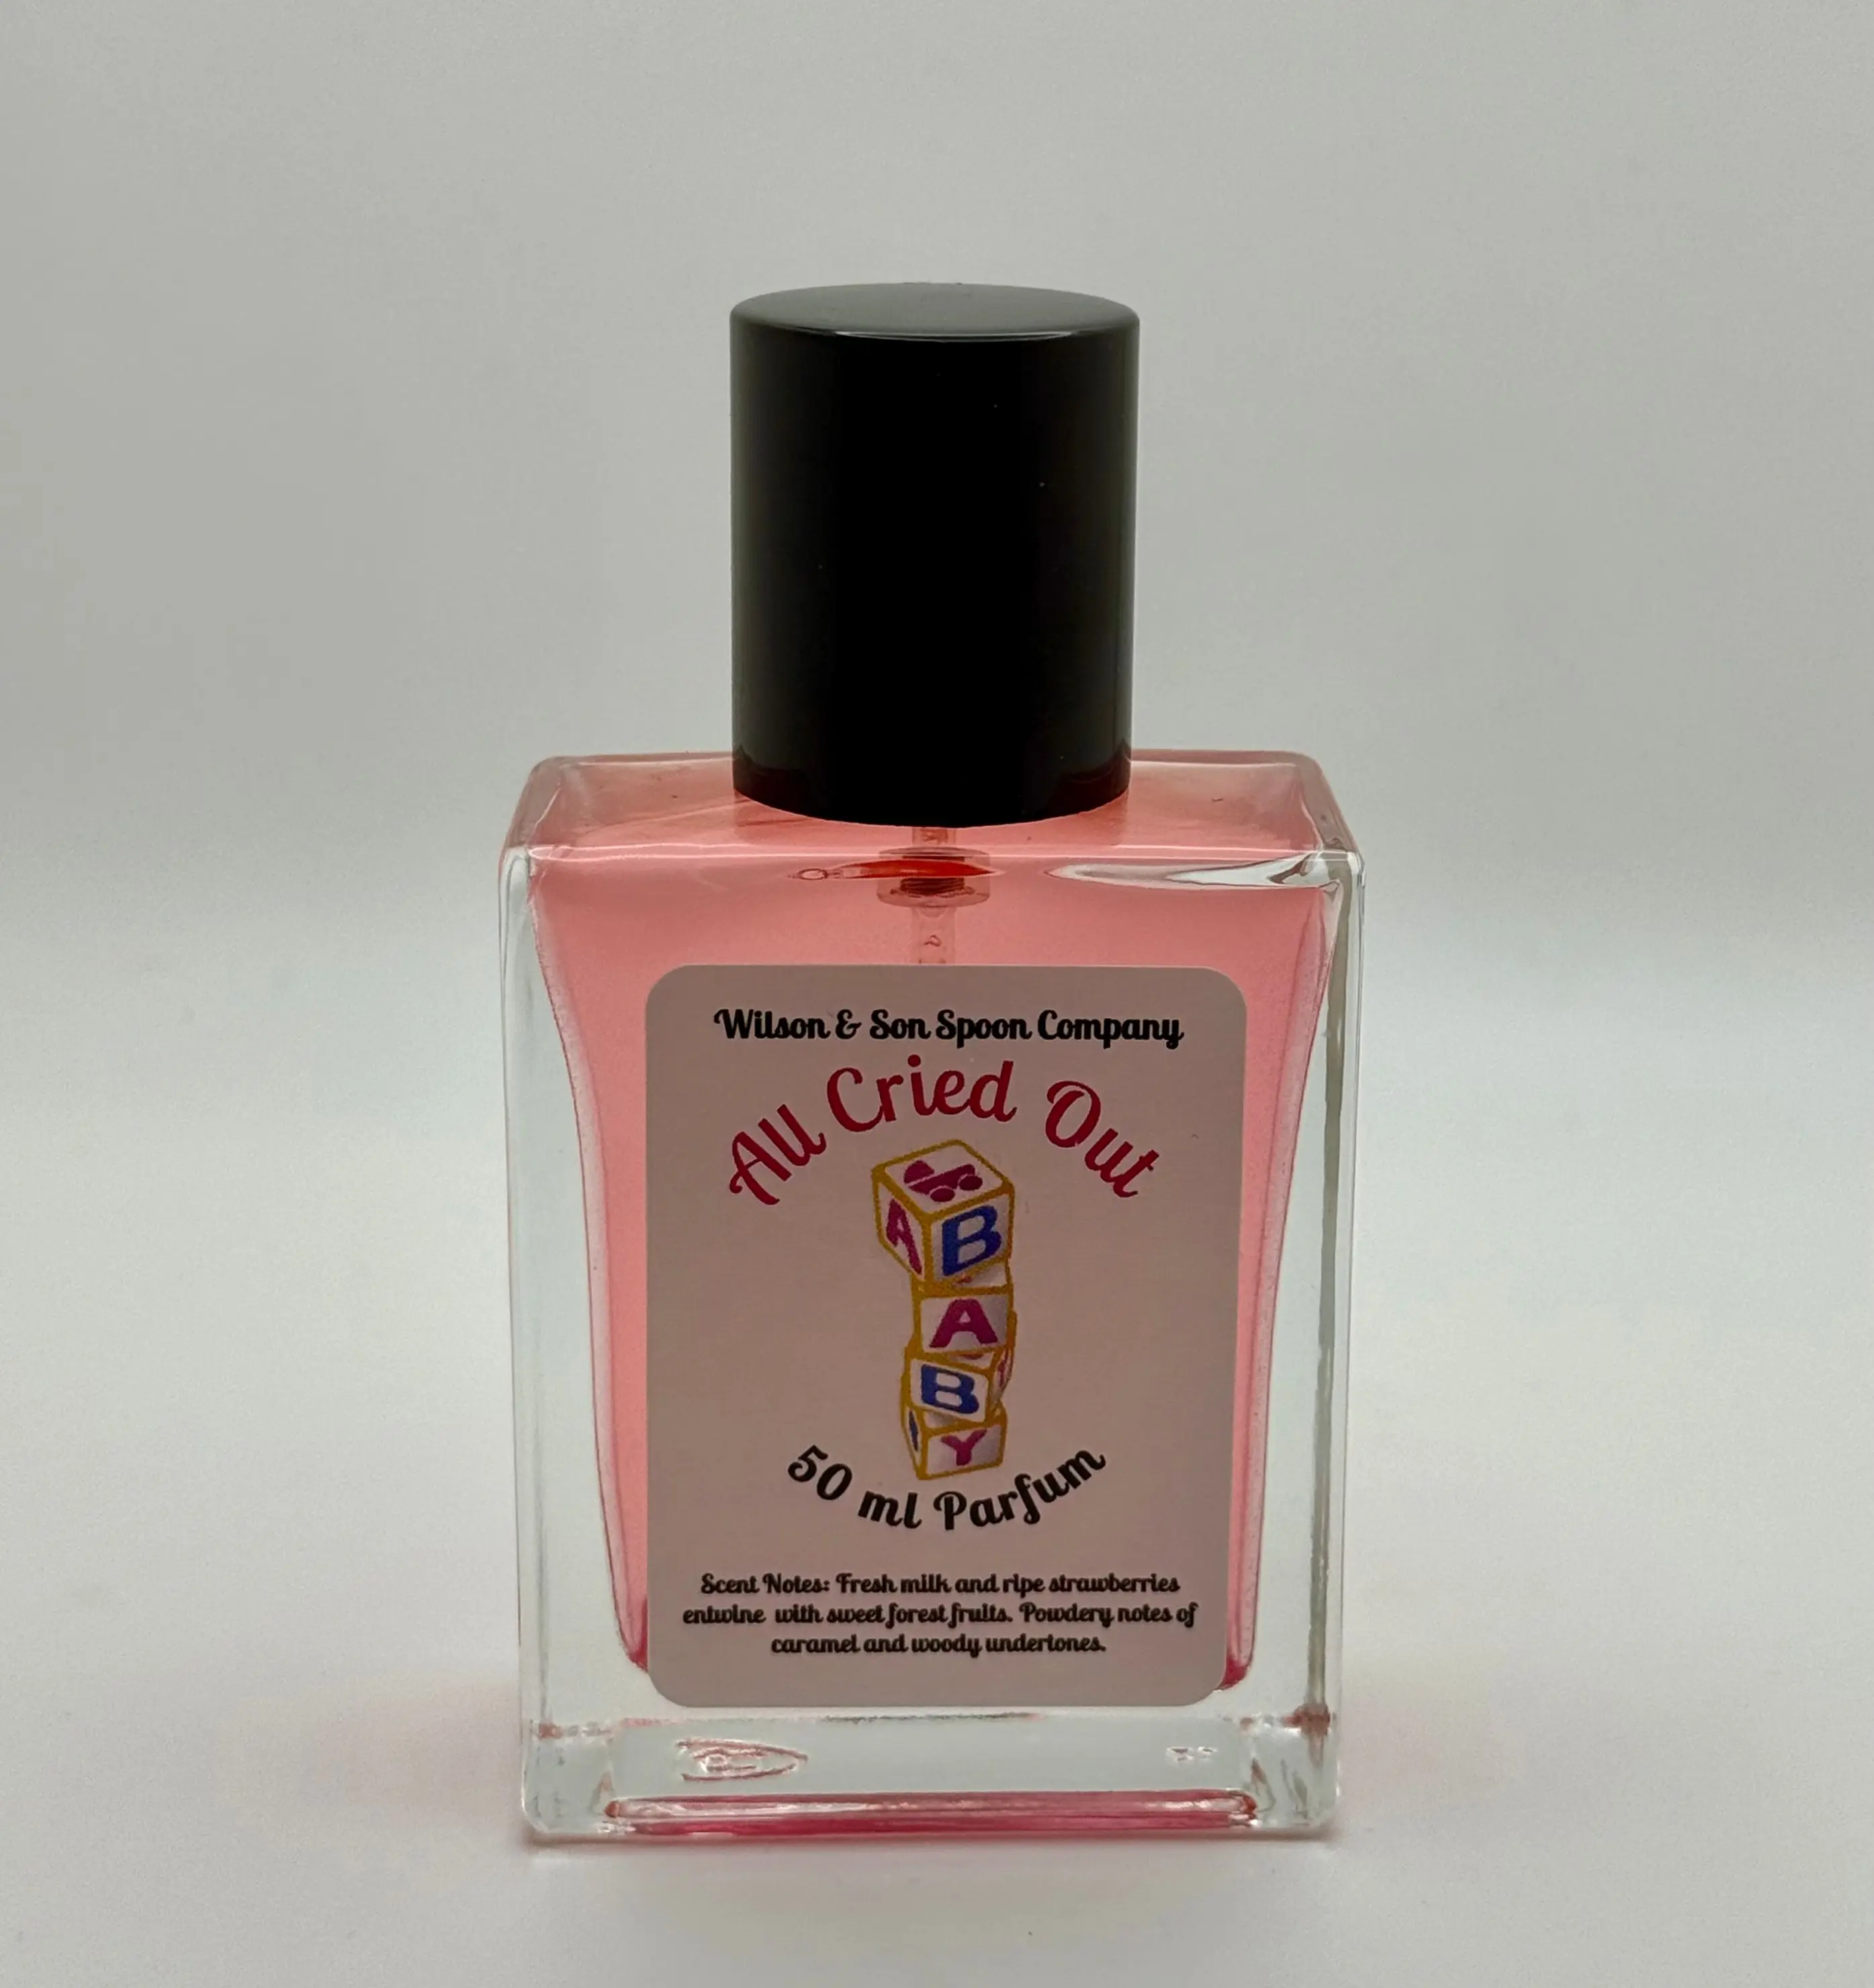 Wilson & Son Spoon Company
All Cried Out
A B
A
B
Y
50 ml Parfum
Scent Notes: Fresh milk and ripe strawberries
entwine with sweet forest fruits. Powdery notes of
caramel and woody undertones.